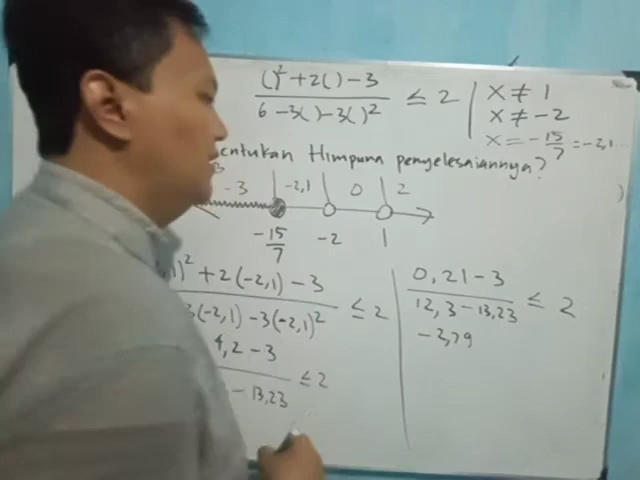 ( )² + 2( ) − 3
6 − 3( ) − 3( )²
≤ 2
x ≠ 1
x ≠ −2
x = −15/7 = −2,1...
entukan Himpuna penyelesaiannya?
−3
−2,1
0
2
−15/7
−2
1
)² + 2(−2,1) − 3
(−2,1) − 3(−2,1)²
≤ 2
4,2 − 3
− 13,23
≤ 2
0,21 − 3
12,3 − 13,23
≤ 2
−2,79